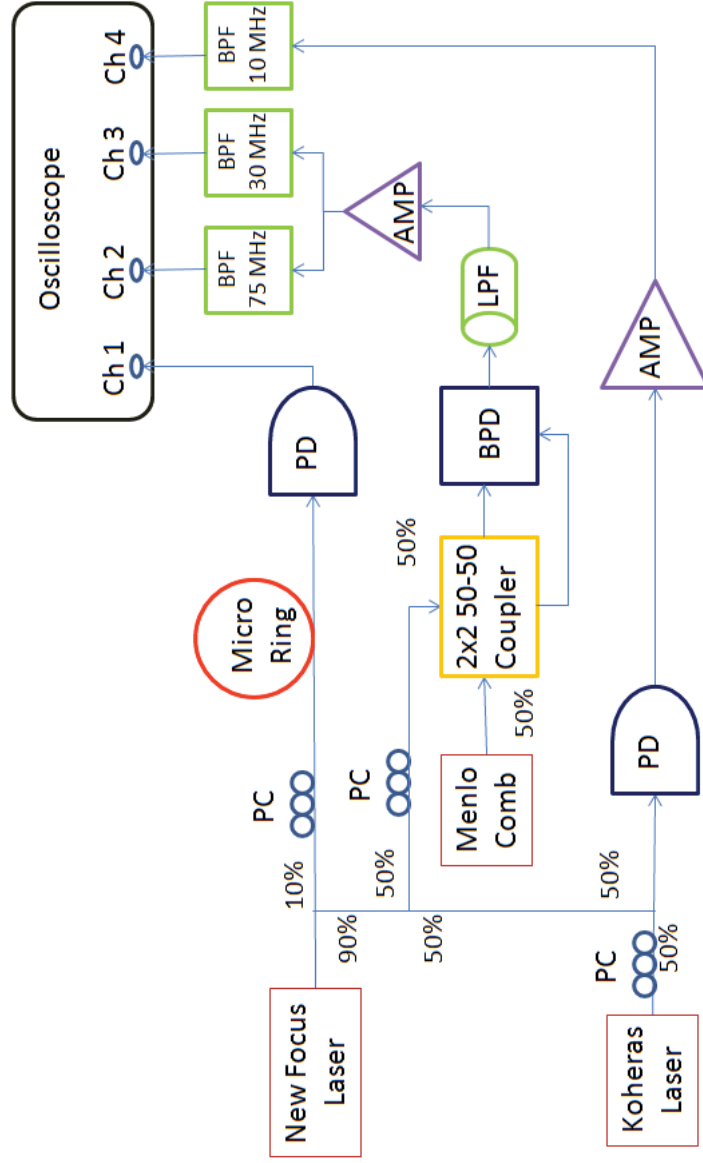 Oscilloscope
Ch 1
Ch 2
Ch 3
Ch 4
BPF
75 MHz
BPF
30 MHz
BPF
10 MHz
PD
AMP
Micro
Ring
LPF
BPD
50%
2x2 50-50
Coupler
AMP
PC
10%
PC
50%
50%
Menlo
Comb
PD
90%
50%
50%
New Focus
Laser
PC
50%
Koheras
Laser